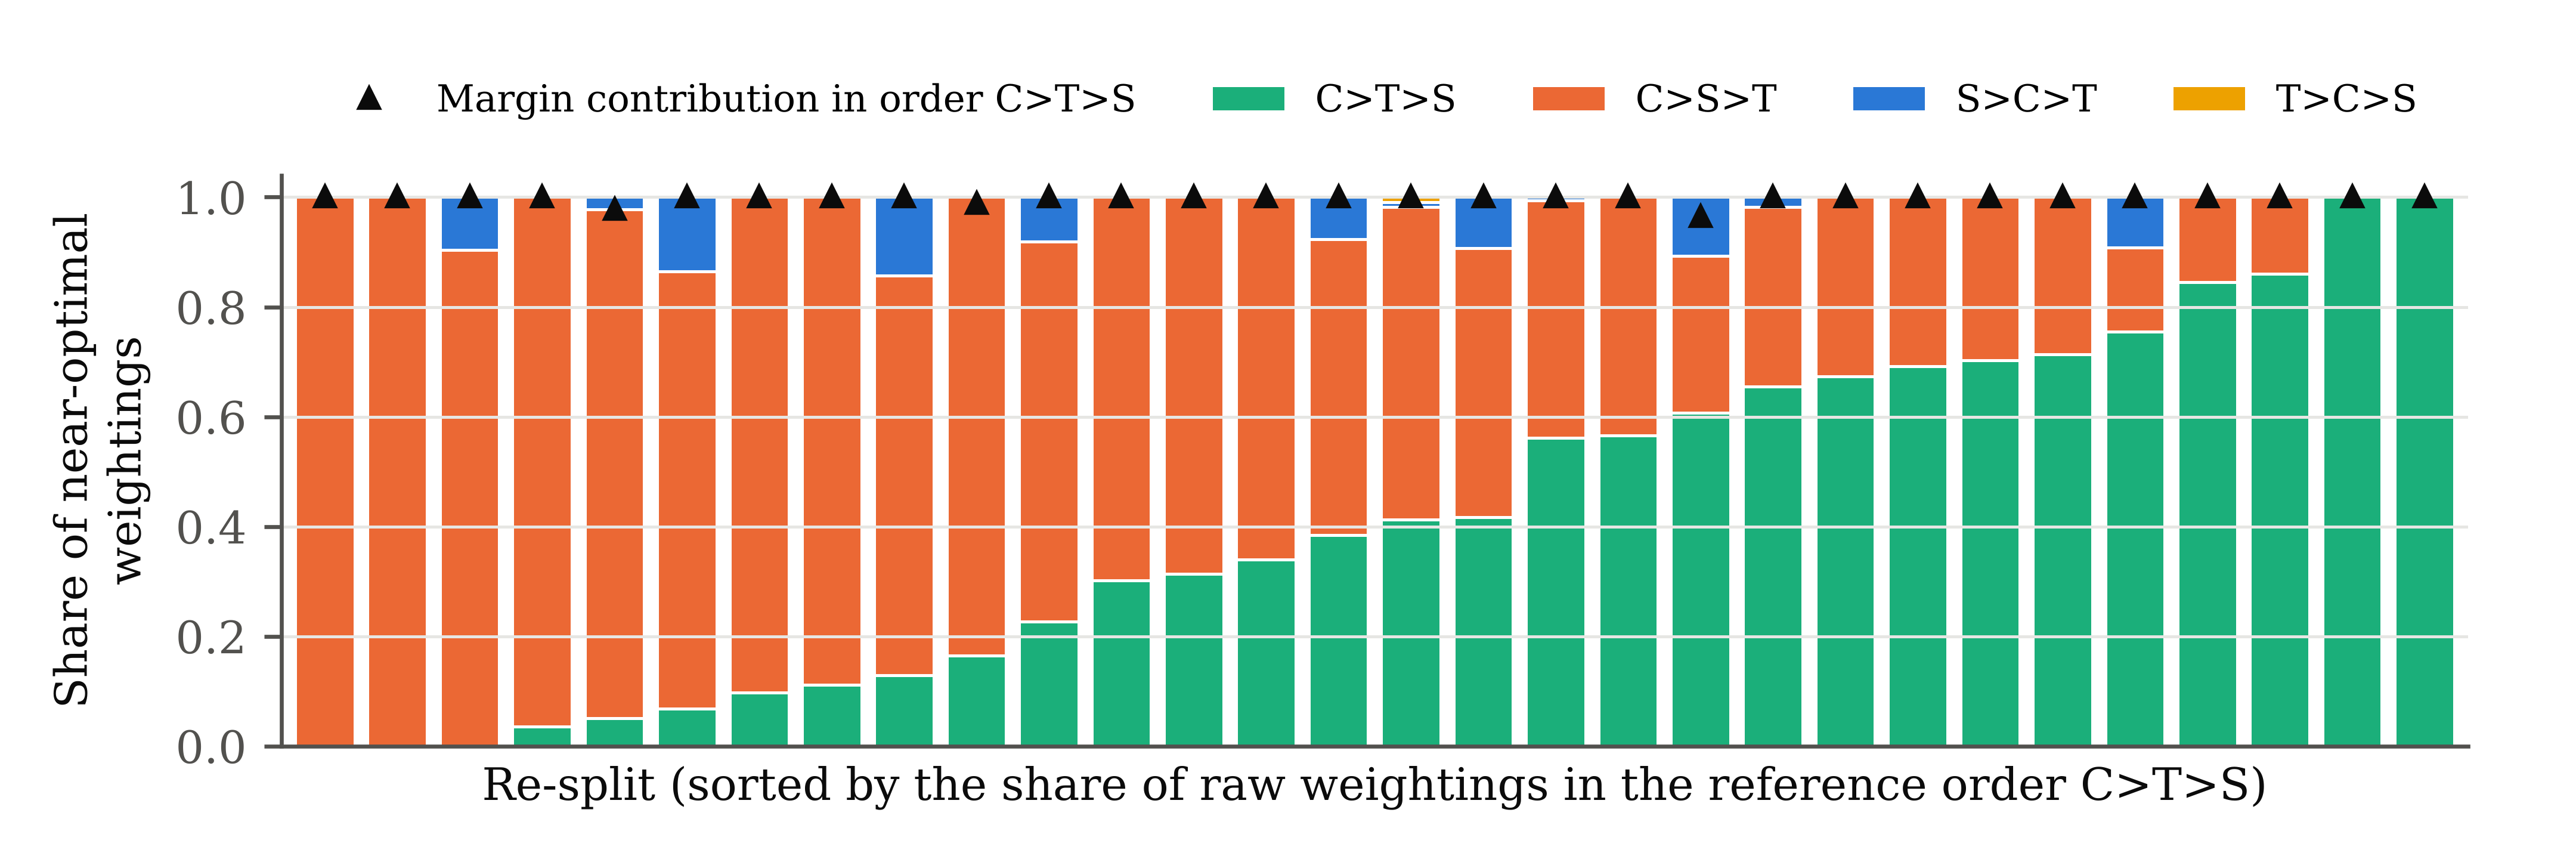 Margin contribution in order C>T>S
C>T>S
C>S>T
S>C>T
T>C>S
Share of near-optimal
weightings
1.0
0.8
0.6
0.4
0.2
0.0
Re-split (sorted by the share of raw weightings in the reference order C>T>S)